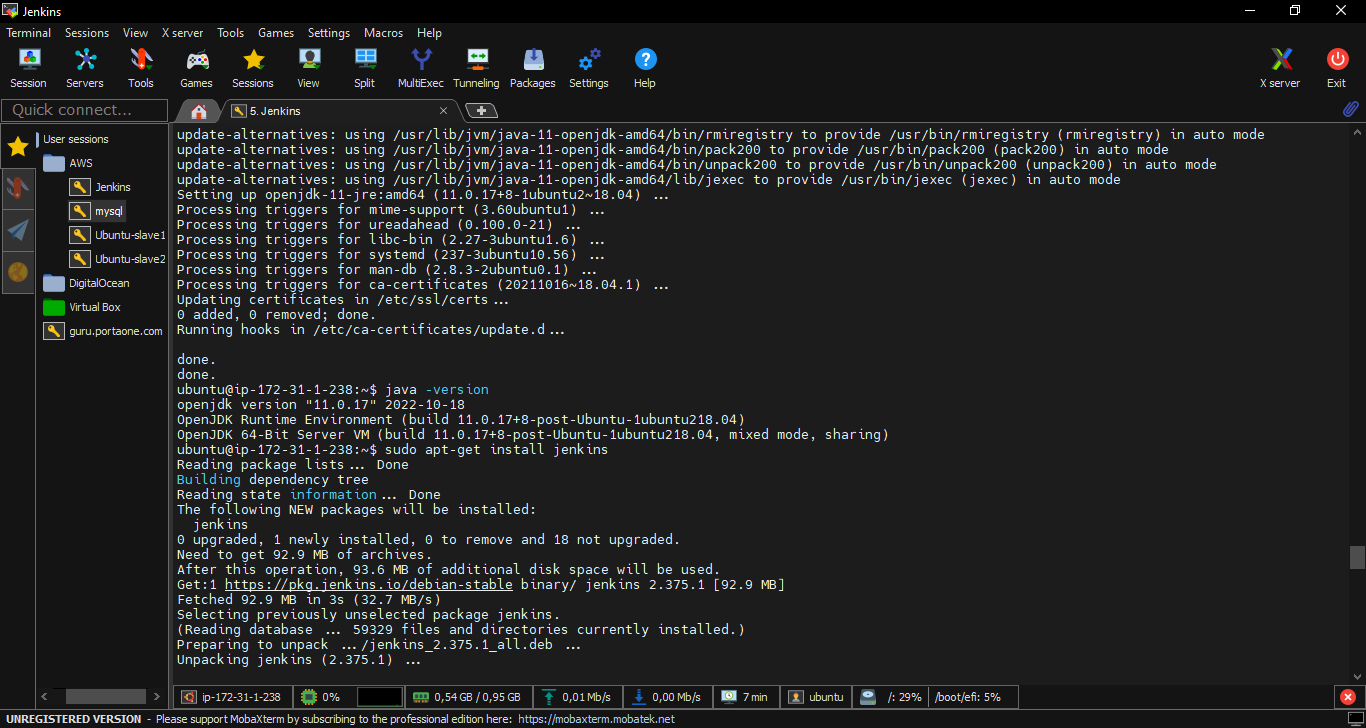 Jenkins
Terminal Sessions View X server Tools Games Settings Macros Help
Session Servers Tools Games Sessions View Split MultiExec Tunneling Packages Settings Help X server Exit
Quick connect...
5. Jenkins
User sessions
AWS
Jenkins
mysql
Ubuntu-slave1
Ubuntu-slave2
DigitalOcean
Virtual Box
guru.portaone.com
update-alternatives: using /usr/lib/jvm/java-11-openjdk-amd64/bin/rmiregistry to provide /usr/bin/rmiregistry (rmiregistry) in auto mode
update-alternatives: using /usr/lib/jvm/java-11-openjdk-amd64/bin/pack200 to provide /usr/bin/pack200 (pack200) in auto mode
update-alternatives: using /usr/lib/jvm/java-11-openjdk-amd64/bin/unpack200 to provide /usr/bin/unpack200 (unpack200) in auto mode
update-alternatives: using /usr/lib/jvm/java-11-openjdk-amd64/lib/jexec to provide /usr/bin/jexec (jexec) in auto mode
Setting up openjdk-11-jre:amd64 (11.0.17+8-1ubuntu2~18.04) ...
Processing triggers for mime-support (3.60ubuntu1) ...
Processing triggers for ureadahead (0.100.0-21) ...
Processing triggers for libc-bin (2.27-3ubuntu1.6) ...
Processing triggers for systemd (237-3ubuntu10.56) ...
Processing triggers for man-db (2.8.3-2ubuntu0.1) ...
Processing triggers for ca-certificates (20211016~18.04.1) ...
Updating certificates in /etc/ssl/certs...
0 added, 0 removed; done.
Running hooks in /etc/ca-certificates/update.d...
done.
done.
ubuntu@ip-172-31-1-238:~$ java -version
openjdk version "11.0.17" 2022-10-18
OpenJDK Runtime Environment (build 11.0.17+8-post-Ubuntu-1ubuntu218.04)
OpenJDK 64-Bit Server VM (build 11.0.17+8-post-Ubuntu-1ubuntu218.04, mixed mode, sharing)
ubuntu@ip-172-31-1-238:~$ sudo apt-get install jenkins
Reading package lists... Done
Building dependency tree
Reading state information... Done
The following NEW packages will be installed:
jenkins
0 upgraded, 1 newly installed, 0 to remove and 18 not upgraded.
Need to get 92.9 MB of archives.
After this operation, 93.6 MB of additional disk space will be used.
Get:1 https://pkg.jenkins.io/debian-stable binary/ jenkins 2.375.1 [92.9 MB]
Fetched 92.9 MB in 3s (32.7 MB/s)
Selecting previously unselected package jenkins.
(Reading database ... 59329 files and directories currently installed.)
Preparing to unpack .../jenkins_2.375.1_all.deb ...
Unpacking jenkins (2.375.1) ...
ip-172-31-1-238 0% 0,54 GB / 0,95 GB 0,01 Mb/s 0,00 Mb/s 7 min ubuntu /: 29% /boot/efi: 5%
UNREGISTERED VERSION - Please support MobaXterm by subscribing to the professional edition here: https://mobaxterm.mobatek.net